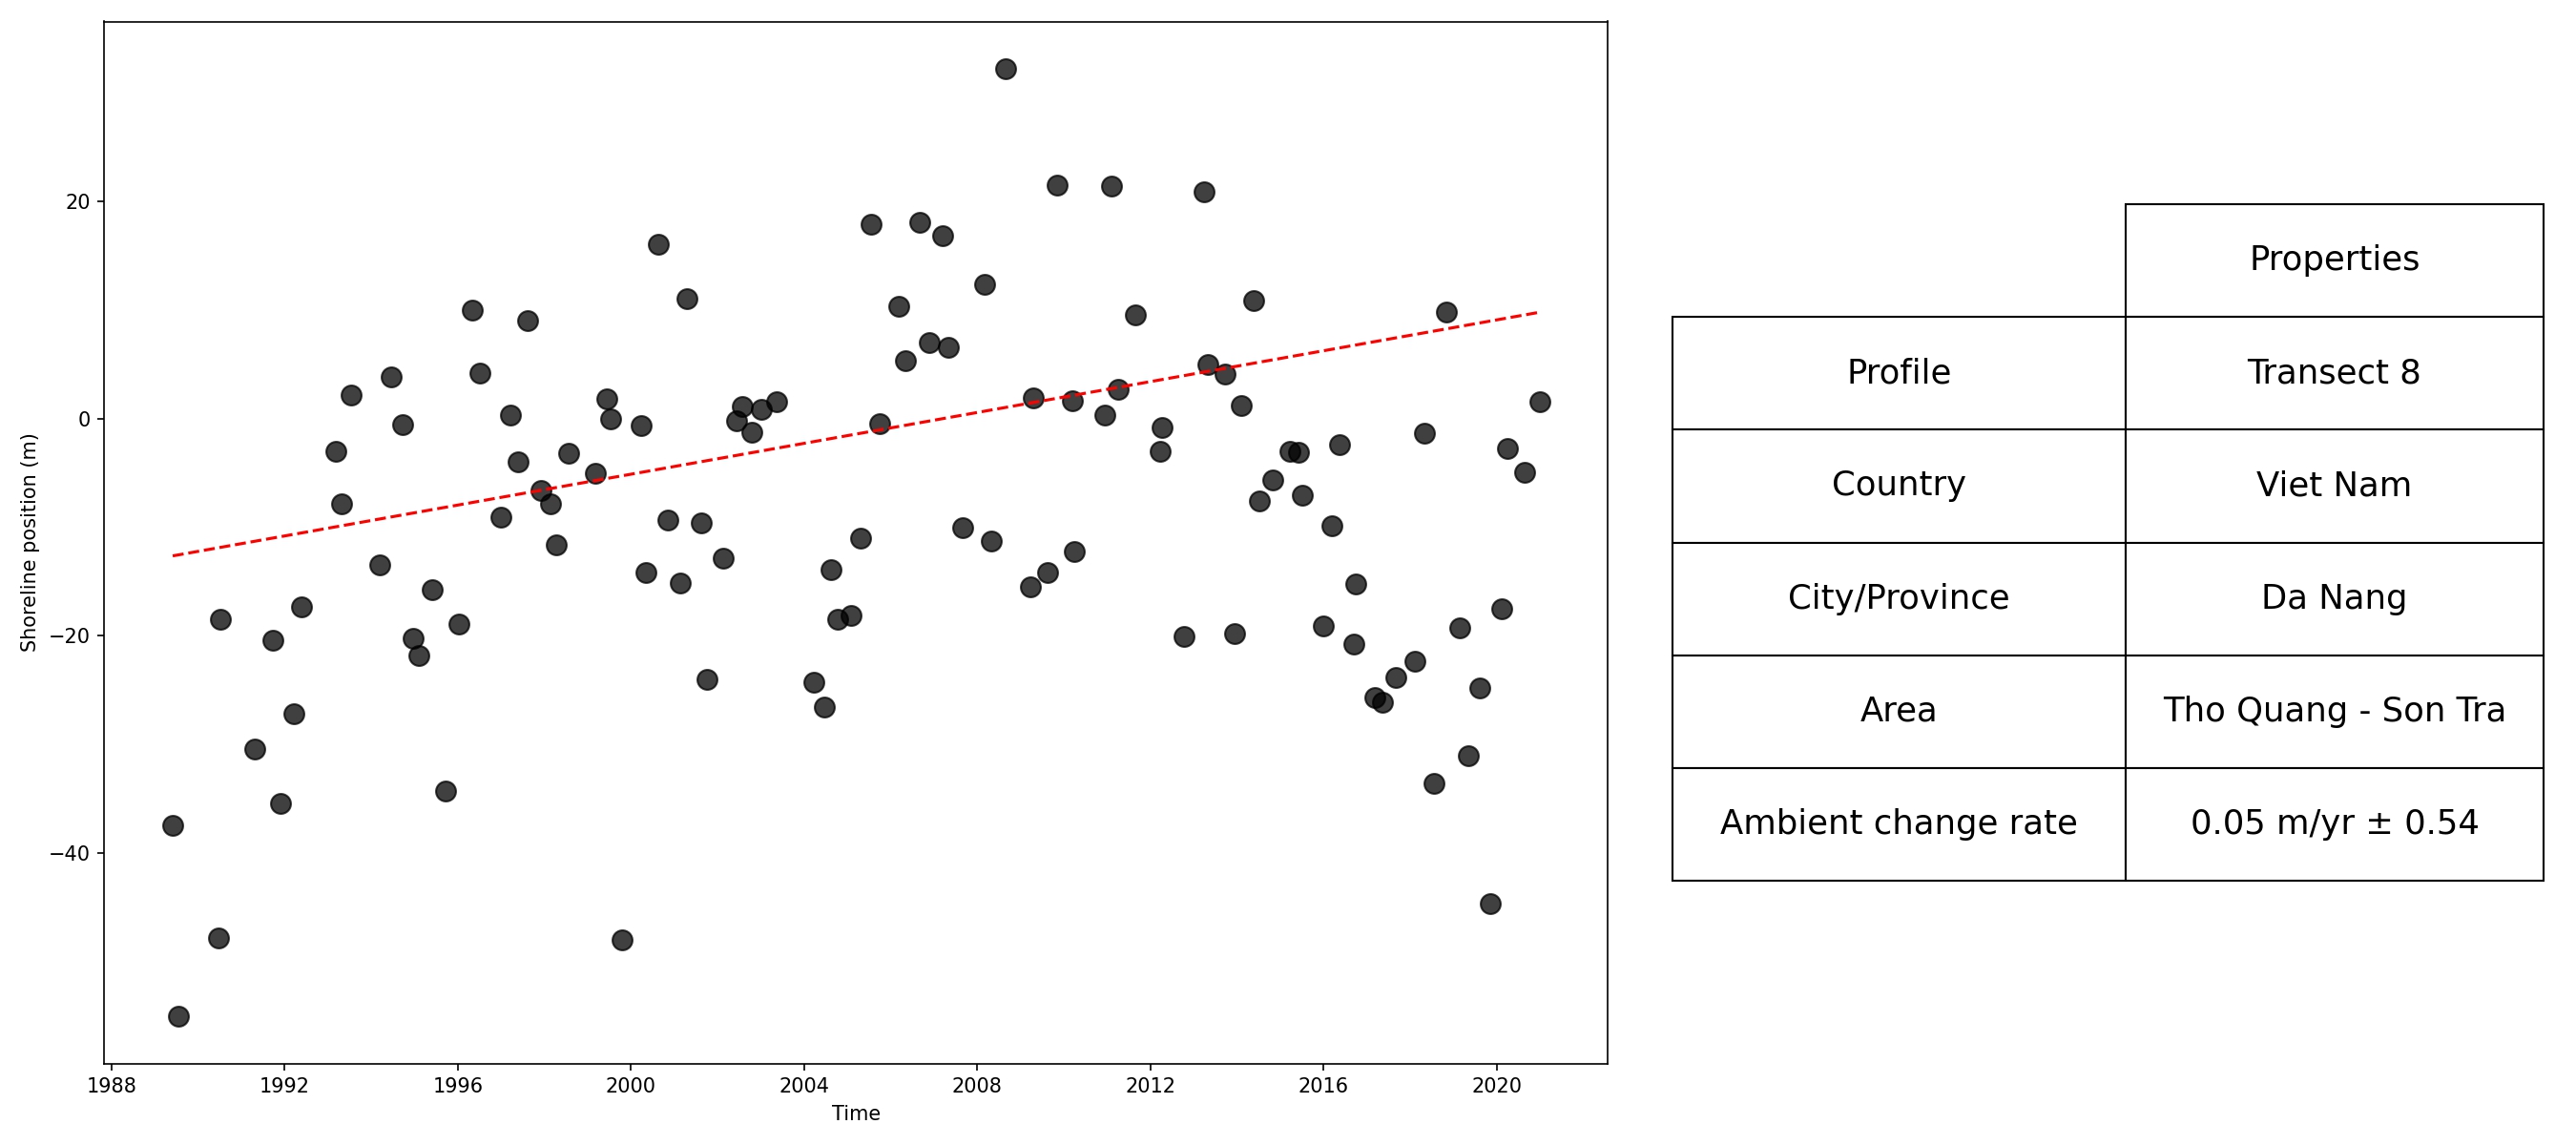 20
0
−20
−40
Shoreline position (m)
1988 1992 1996 2000 2004 2008 2012 2016 2020
Time
Properties
Profile Transect 8
Country Viet Nam
City/Province Da Nang
Area Tho Quang - Son Tra
Ambient change rate 0.05 m/yr ± 0.54